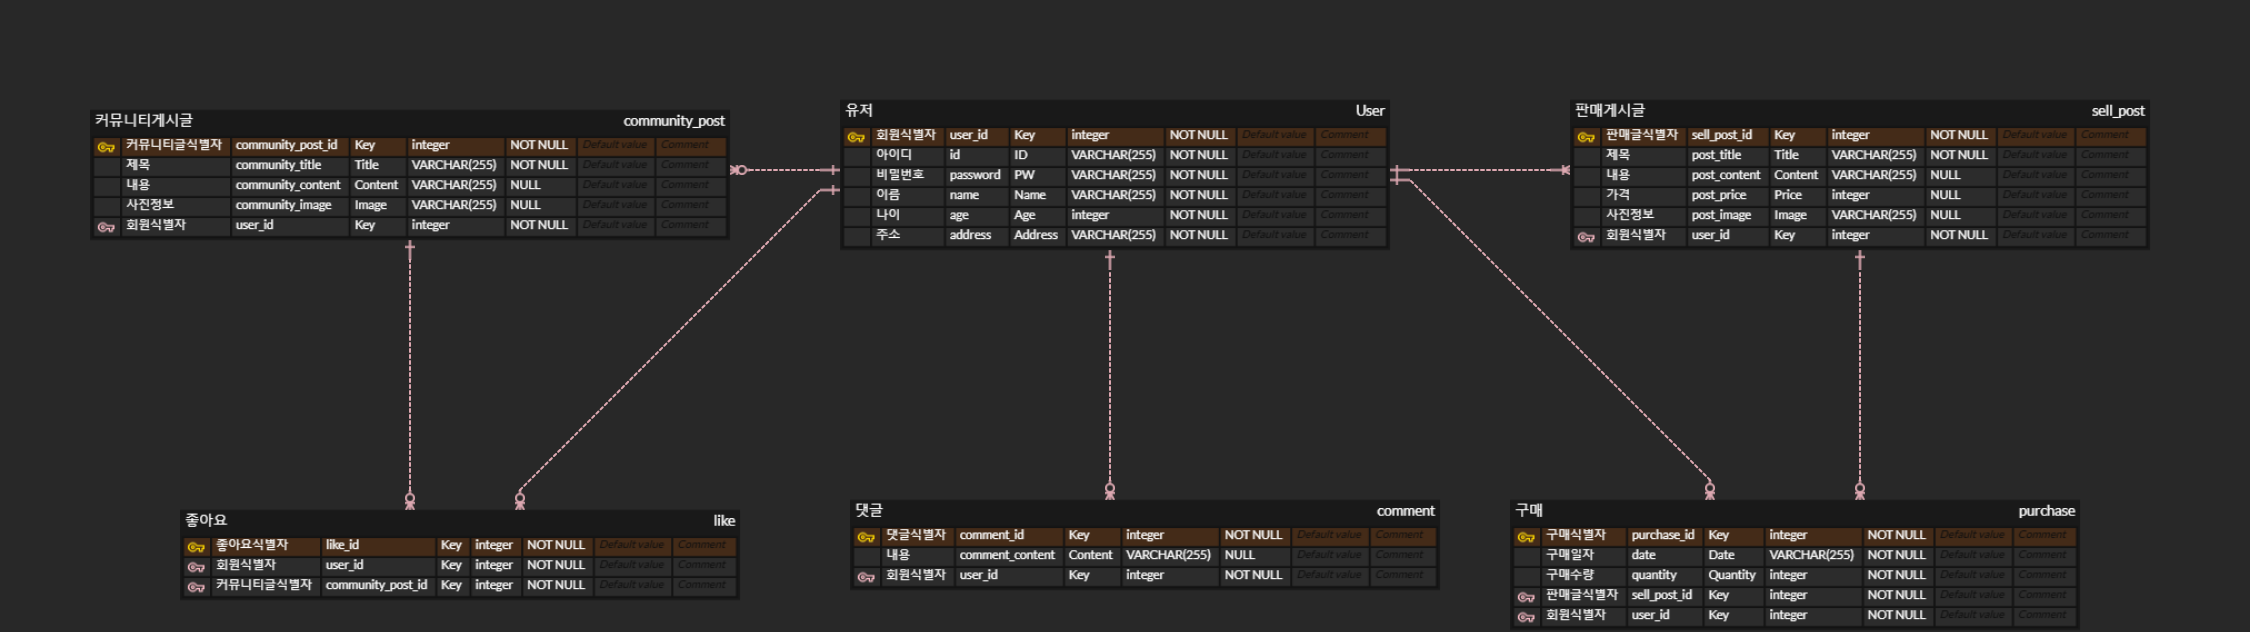 커뮤니티게시글 community_post
커뮤니티글식별자 community_post_id Key integer NOT NULL Default value Comment
제목 community_title Title VARCHAR(255) NOT NULL Default value Comment
내용 community_content Content VARCHAR(255) NULL Default value Comment
사진정보 community_image Image VARCHAR(255) NULL Default value Comment
회원식별자 user_id Key integer NOT NULL Default value Comment
유저 User
회원식별자 user_id Key integer NOT NULL Default value Comment
아이디 id ID VARCHAR(255) NOT NULL Default value Comment
비밀번호 password PW VARCHAR(255) NOT NULL Default value Comment
이름 name Name VARCHAR(255) NOT NULL Default value Comment
나이 age Age integer NOT NULL Default value Comment
주소 address Address VARCHAR(255) NOT NULL Default value Comment
판매게시글 sell_post
판매글식별자 sell_post_id Key integer NOT NULL Default value Comment
제목 post_title Title VARCHAR(255) NOT NULL Default value Comment
내용 post_content Content VARCHAR(255) NULL Default value Comment
가격 post_price Price integer NULL Default value Comment
사진정보 post_image Image VARCHAR(255) NULL Default value Comment
회원식별자 user_id Key integer NOT NULL Default value Comment
좋아요 like
좋아요식별자 like_id Key integer NOT NULL Default value Comment
회원식별자 user_id Key integer NOT NULL Default value Comment
커뮤니티글식별자 community_post_id Key integer NOT NULL Default value Comment
댓글 comment
댓글식별자 comment_id Key integer NOT NULL Default value Comment
내용 comment_content Content VARCHAR(255) NULL Default value Comment
회원식별자 user_id Key integer NOT NULL Default value Comment
구매 purchase
구매식별자 purchase_id Key integer NOT NULL Default value Comment
구매일자 date Date VARCHAR(255) NOT NULL Default value Comment
구매수량 quantity Quantity integer NOT NULL Default value Comment
판매글식별자 sell_post_id Key integer NOT NULL Default value Comment
회원식별자 user_id Key integer NOT NULL Default value Comment